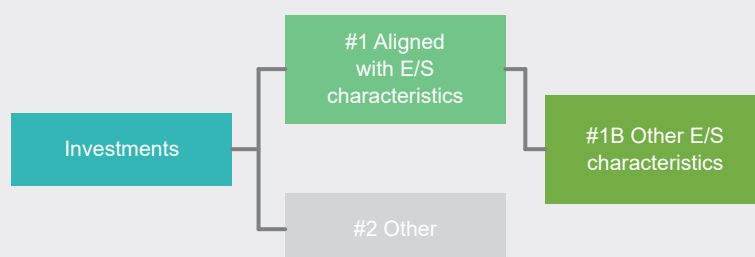 #1 Aligned
with E/S
characteristics
Investments
#1B Other E/S
characteristics
#2 Other